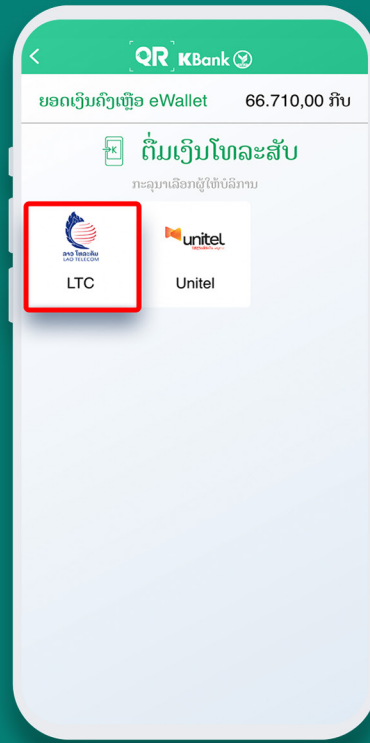 QR KBank
ຍອດເງິນຄົງເຫຼືອ eWallet 66.710,00 ກີບ
ຕື່ມເງິນໂທລະສັບ
ກະລຸນາເລືອກຜູ້ໃຫ້ບໍລິການ
ລາວ ໂທລະຄົມ unitel
LAO TELECOM
LTC Unitel